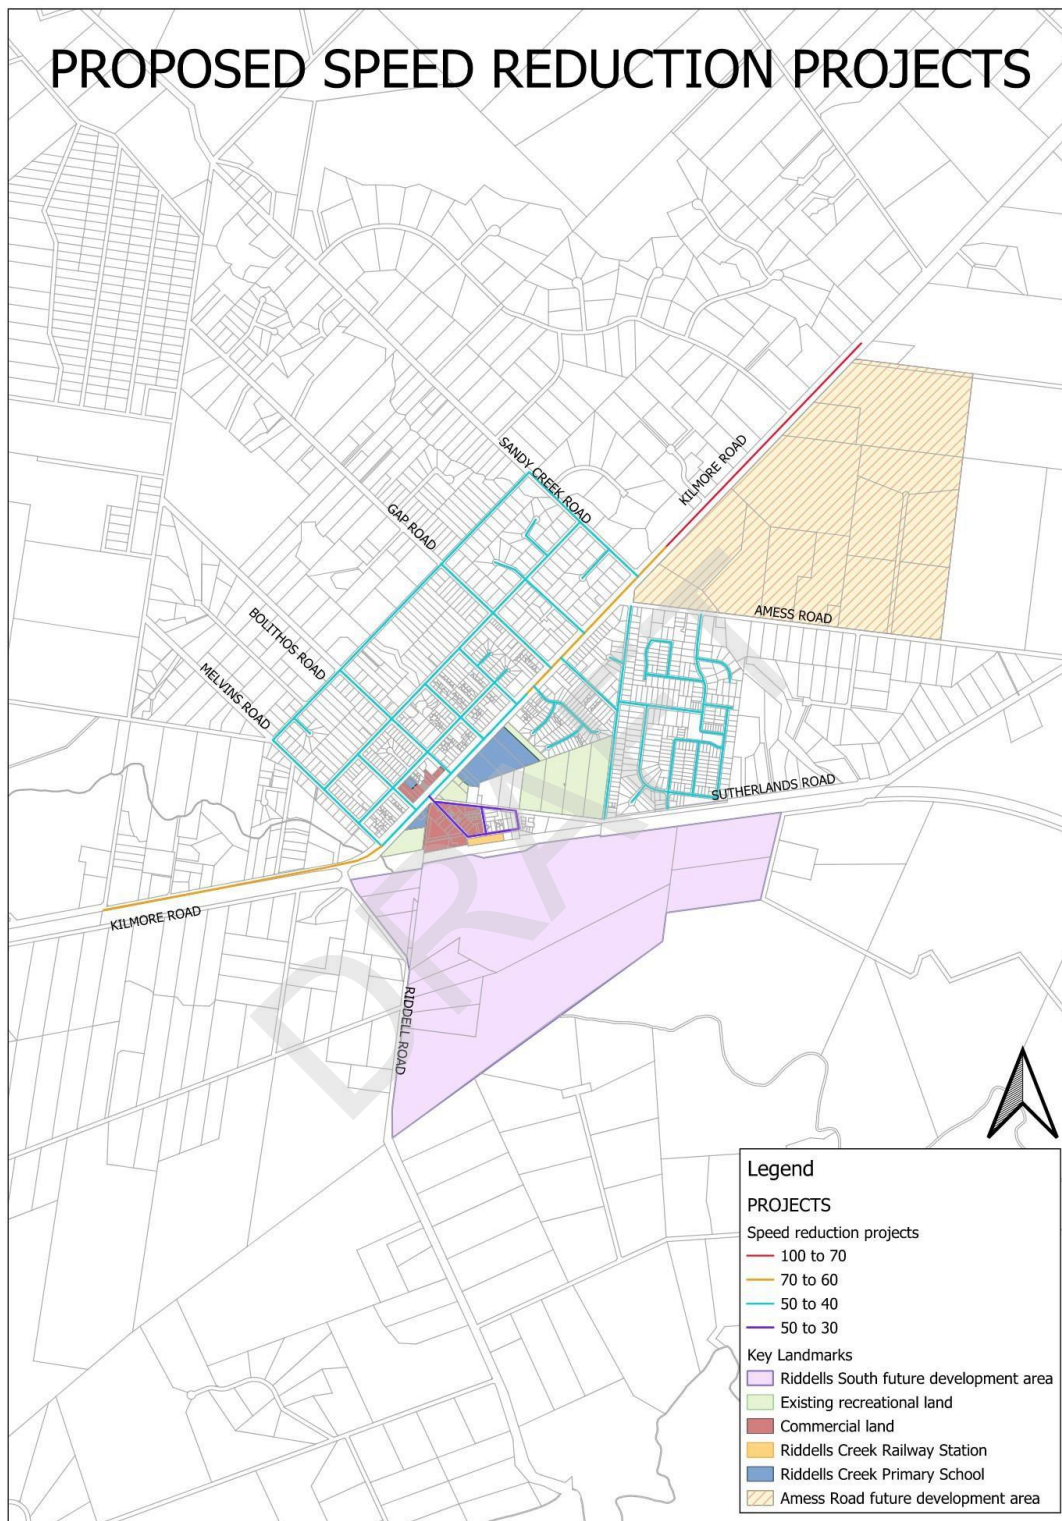 PROPOSED SPEED REDUCTION PROJECTS
SANDY CREEK ROAD
KILMORE ROAD
GAP ROAD
AMESS ROAD
BOLITHOS ROAD
MELVINS ROAD
SUTHERLANDS ROAD
KILMORE ROAD
RIDDELL ROAD
DRAFT
Legend
PROJECTS
Speed reduction projects
100 to 70
70 to 60
50 to 40
50 to 30
Key Landmarks
Riddells South future development area
Existing recreational land
Commercial land
Riddells Creek Railway Station
Riddells Creek Primary School
Amess Road future development area